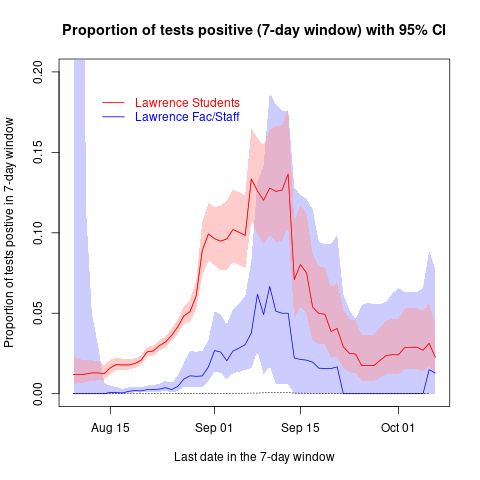 Proportion of tests positive (7-day window) with 95% CI
Proportion of tests postive in 7-day window
0.20
0.15
0.10
0.05
0.00
Lawrence Students
Lawrence Fac/Staff
Aug 15
Sep 01
Sep 15
Oct 01
Last date in the 7-day window